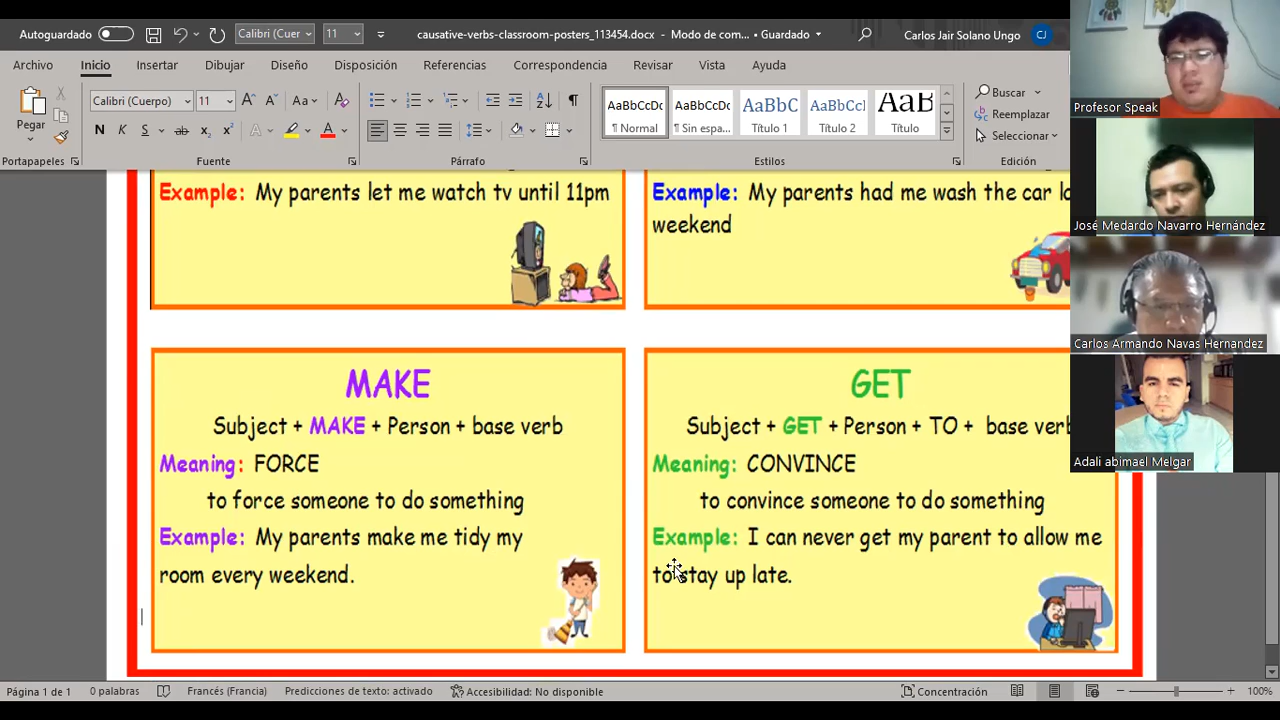 Autoguardado
Calibri (Cuer
11
causative-verbs-classroom-posters_113454.docx - Modo de com... • Guardado
Carlos Jair Solano Ungo
CJ
Archivo
Inicio
Insertar
Dibujar
Diseño
Disposición
Referencias
Correspondencia
Revisar
Vista
Ayuda
Pegar
Calibri (Cuerpo)
11
Aa
N K S ab x₂ x²
AaBbCcDc
¶ Normal
AaBbCcDc
¶ Sin espa...
AaBbC
Título 1
AaBbCcI
Título 2
AaB
Título
Buscar
Reemplazar
Seleccionar
Portapapeles
Fuente
Párrafo
Estilos
Edición
Profesor Speak
José Medardo Navarro Hernández
Carlos Armando Navas Hernandez
Adali abimael Melgar
Example: My parents let me watch tv until 11pm
Example: My parents had me wash the car
weekend
MAKE
Subject + MAKE + Person + base verb
Meaning: FORCE
to force someone to do something
Example: My parents make me tidy my
room every weekend.
GET
Subject + GET + Person + TO + base verb
Meaning: CONVINCE
to convince someone to do something
Example: I can never get my parent to allow me
to stay up late.
Página 1 de 1
0 palabras
Francés (Francia)
Predicciones de texto: activado
Accesibilidad: No disponible
Concentración
100%